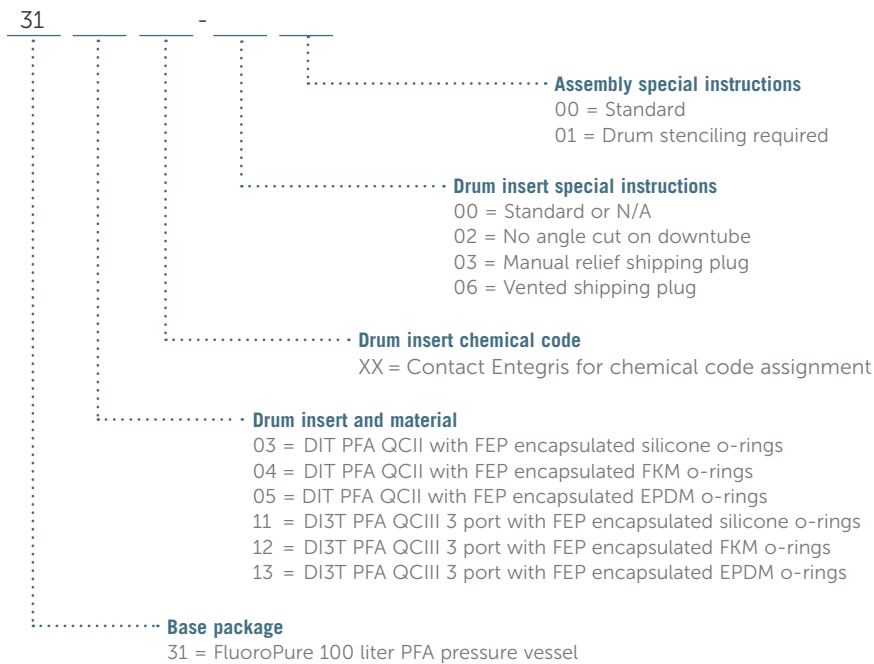 31 -
Assembly special instructions
00 = Standard
01 = Drum stenciling required
Drum insert special instructions
00 = Standard or N/A
02 = No angle cut on downtube
03 = Manual relief shipping plug
06 = Vented shipping plug
Drum insert chemical code
XX = Contact Entegris for chemical code assignment
Drum insert and material
03 = DIT PFA QCII with FEP encapsulated silicone o-rings
04 = DIT PFA QCII with FEP encapsulated FKM o-rings
05 = DIT PFA QCII with FEP encapsulated EPDM o-rings
11 = DI3T PFA QCIII 3 port with FEP encapsulated silicone o-rings
12 = DI3T PFA QCIII 3 port with FEP encapsulated FKM o-rings
13 = DI3T PFA QCIII 3 port with FEP encapsulated EPDM o-rings
Base package
31 = FluoroPure 100 liter PFA pressure vessel